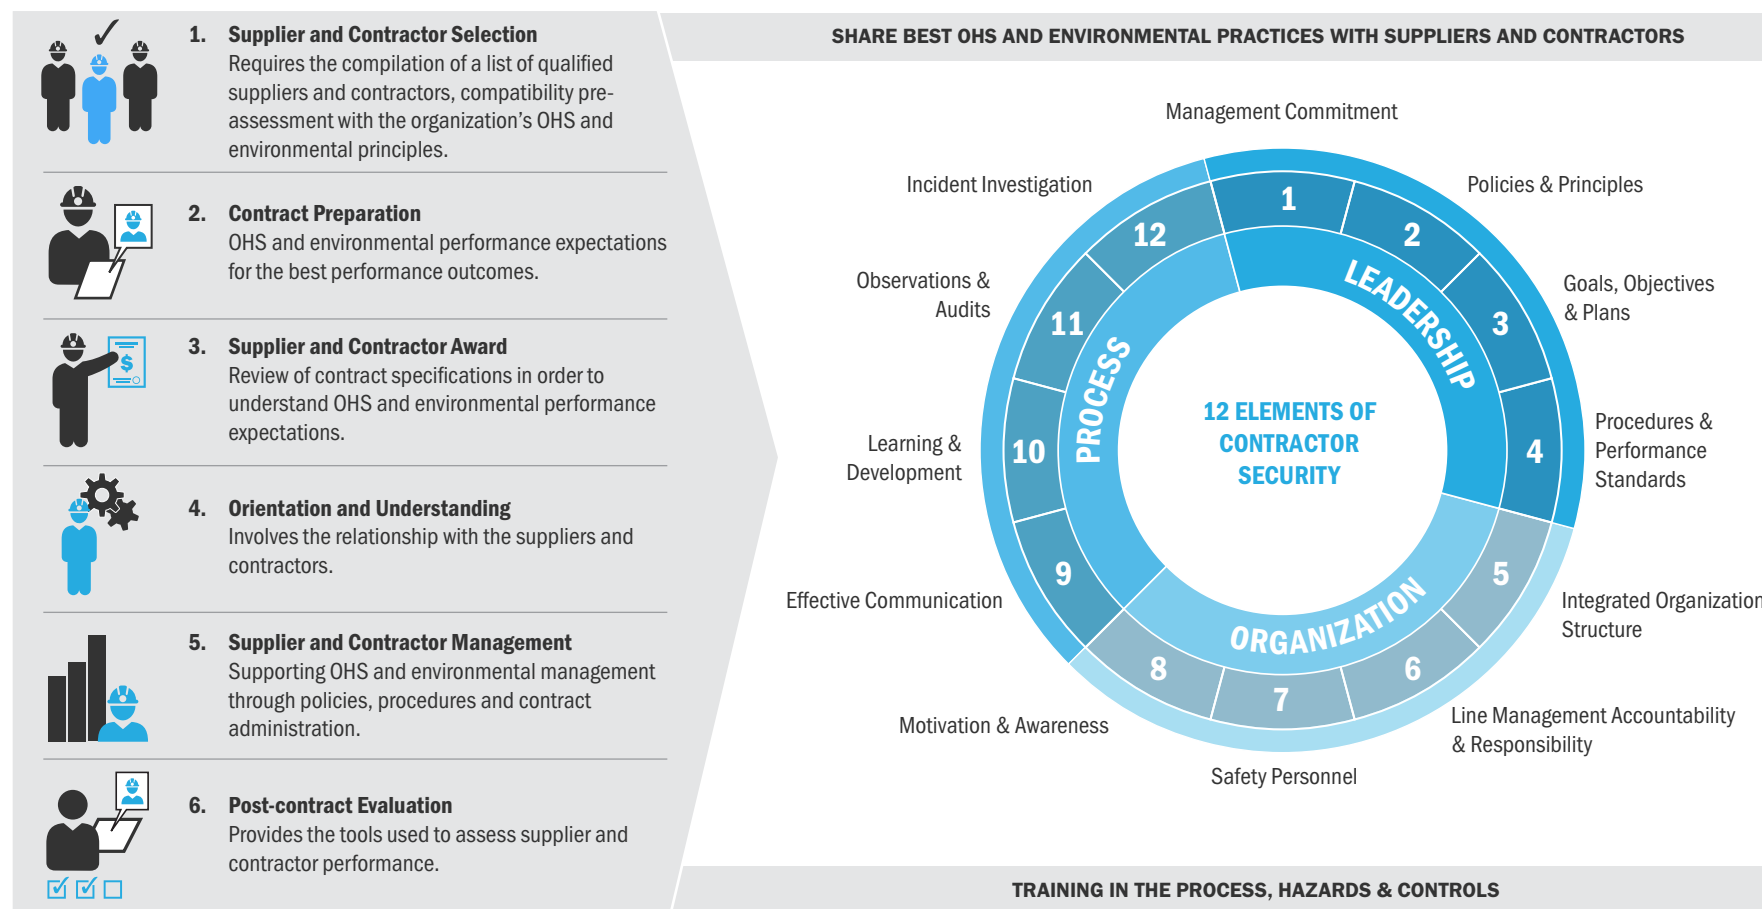 1. Supplier and Contractor Selection
Requires the compilation of a list of qualified
suppliers and contractors, compatibility pre-
assessment with the organization's OHS and
environmental principles.
2. Contract Preparation
OHS and environmental performance expectations
for the best performance outcomes.
3. Supplier and Contractor Award
Review of contract specifications in order to
understand OHS and environmental performance
expectations.
4. Orientation and Understanding
Involves the relationship with the suppliers and
contractors.
5. Supplier and Contractor Management
Supporting OHS and environmental management
through policies, procedures and contract
administration.
6. Post-contract Evaluation
Provides the tools used to assess supplier and
contractor performance.
$
SHARE BEST OHS AND ENVIRONMENTAL PRACTICES WITH SUPPLIERS AND CONTRACTORS
Management Commitment
Policies & Principles
Goals, Objectives
& Plans
Procedures &
Performance
Standards
Integrated Organization
Structure
Line Management Accountability
& Responsibility
Safety Personnel
Motivation & Awareness
Effective Communication
Learning &
Development
Observations &
Audits
Incident Investigation
1
2
3
4
5
6
7
8
9
10
11
12
LEADERSHIP
ORGANIZATION
PROCESS
12 ELEMENTS OF
CONTRACTOR
SECURITY
TRAINING IN THE PROCESS, HAZARDS & CONTROLS